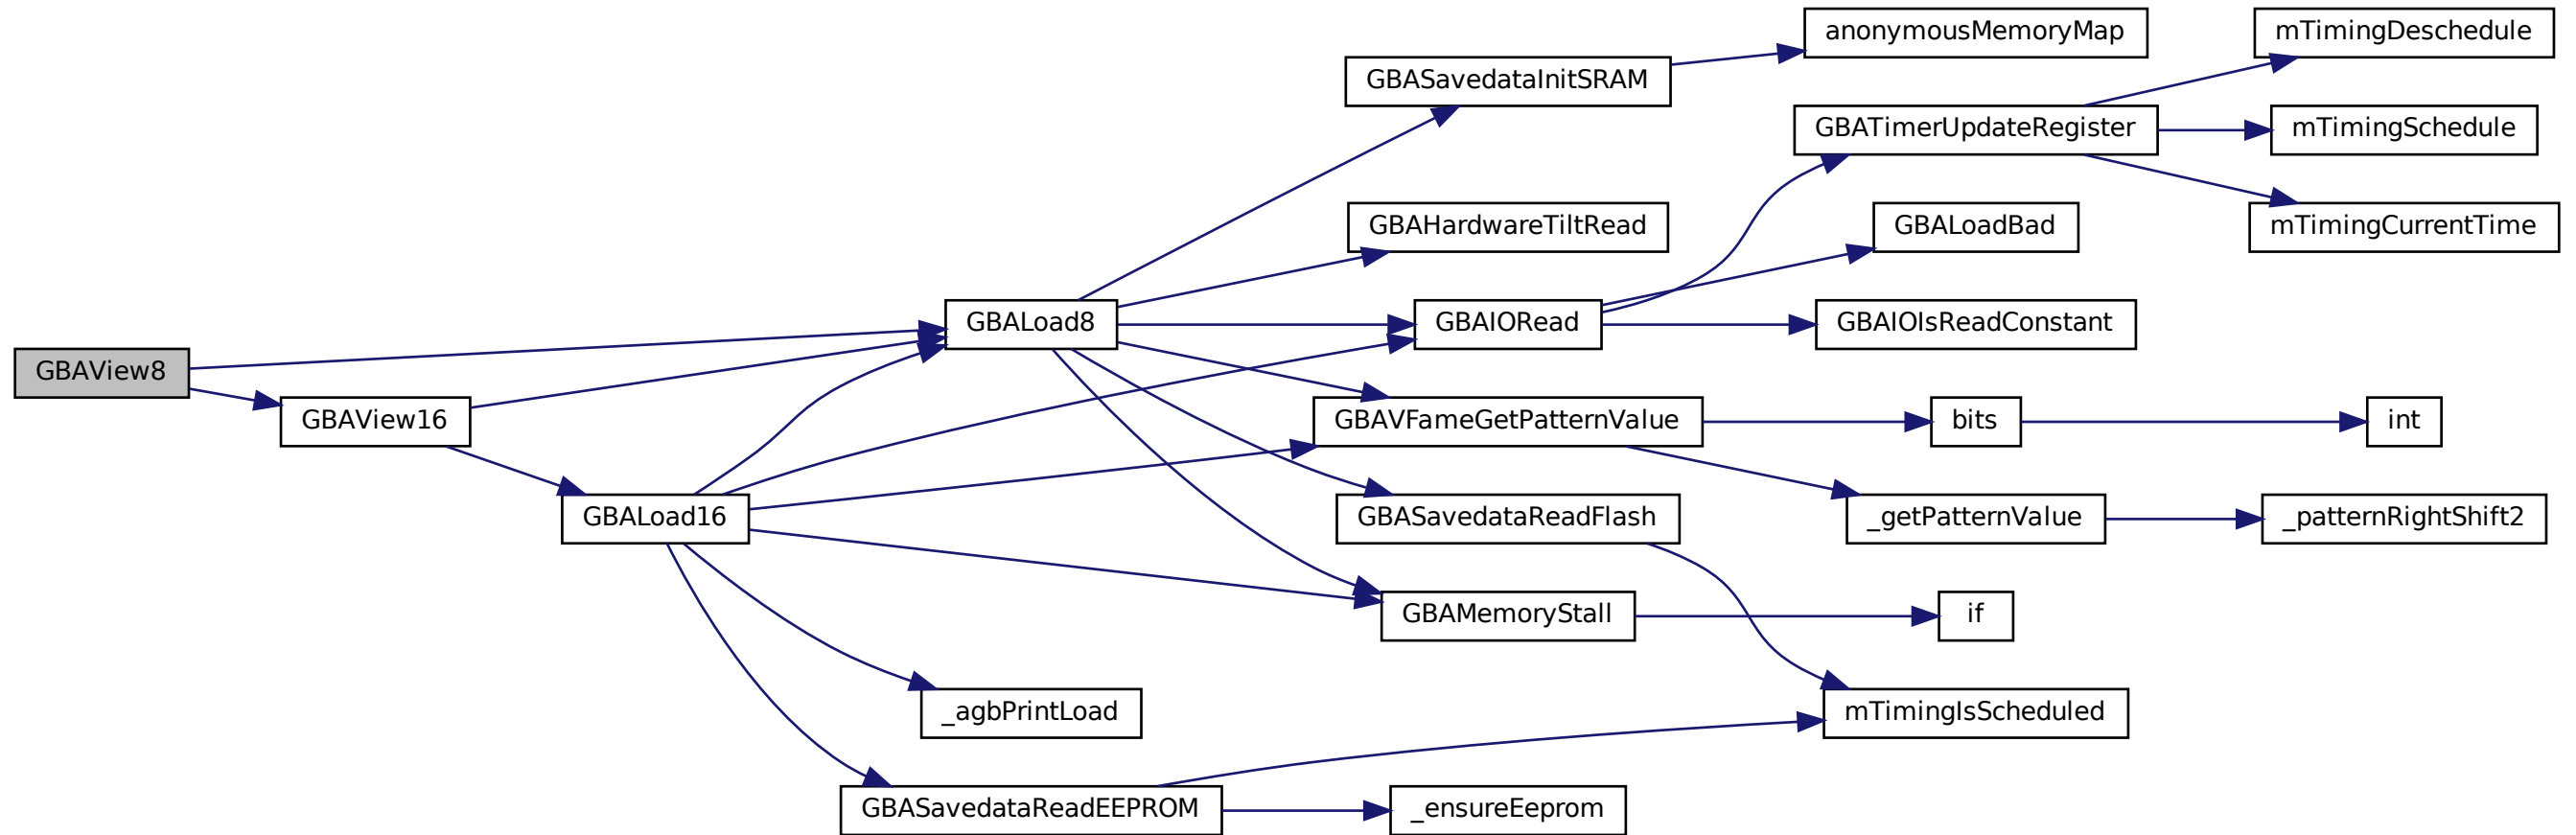 anonymousMemoryMap
mTimingDeschedule
GBASavedataInitSRAM
GBATimerUpdateRegister
mTimingSchedule
GBAHardwareTiltRead
GBALoadBad
mTimingCurrentTime
GBALoad8
GBAIORead
GBAIOIsReadConstant
GBAView8
GBAView16
GBAVFameGetPatternValue
bits
int
GBALoad16
GBASavedataReadFlash
_getPatternValue
_patternRightShift2
GBAMemoryStall
if
_agbPrintLoad
mTimingIsScheduled
GBASavedataReadEEPROM
_ensureEeprom